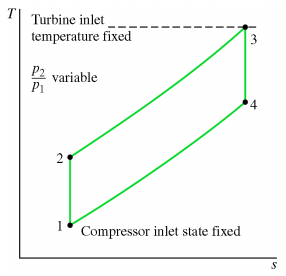 T
Turbine inlet
temperature fixed
3
p2/p1 variable
4
2
1
Compressor inlet state fixed
s